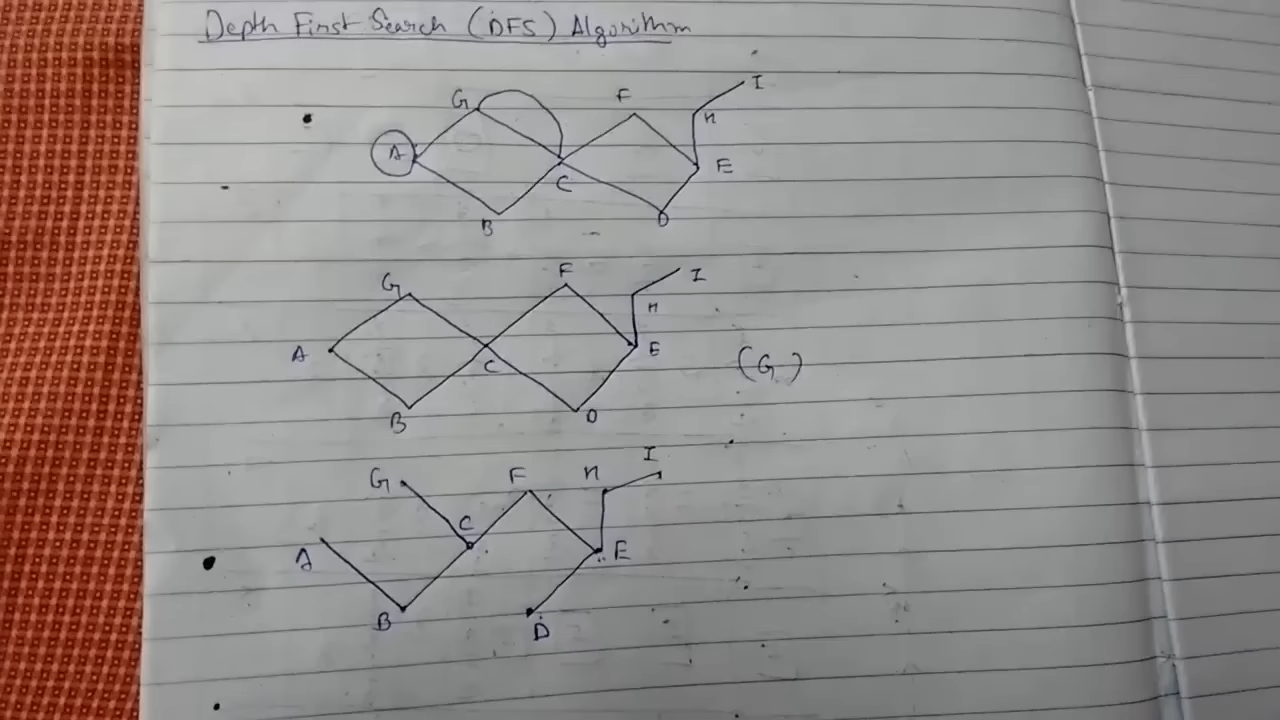 Depth First Search (DFS) Algorithm
I
G F
H
A
E
C
B D
F I
G
H
A E
C (G)
B D
I
G F H
C
A E
B D